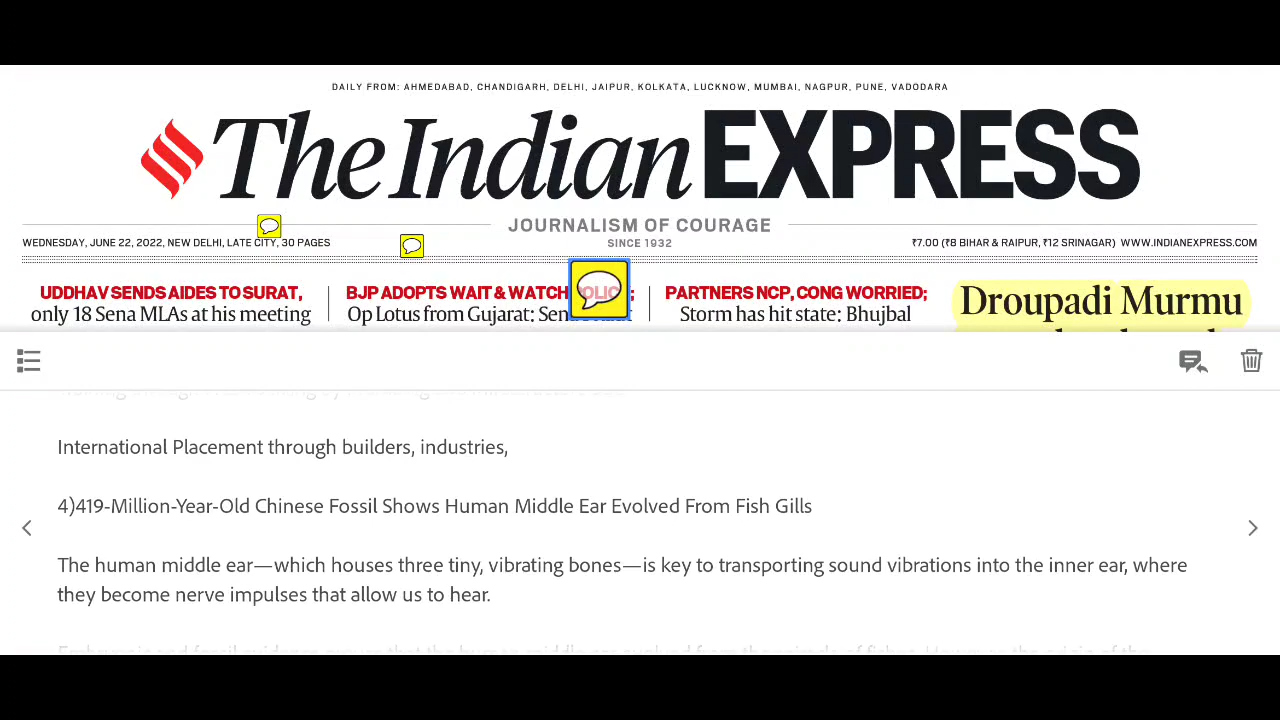 DAILY FROM: AHMEDABAD, CHANDIGARH, DELHI, JAIPUR, KOLKATA, LUCKNOW, MUMBAI, NAGPUR, PUNE, VADODARA
The Indian EXPRESS
JOURNALISM OF COURAGE
SINCE 1932
WEDNESDAY, JUNE 22, 2022, NEW DELHI, LATE CITY, 30 PAGES
₹7.00 (₹8 BIHAR & RAIPUR, ₹12 SRINAGAR) WWW.INDIANEXPRESS.COM
UDDHAV SENDS AIDES TO SURAT,
only 18 Sena MLAs at his meeting
BJP ADOPTS WAIT & WATCH POLICY;
Op Lotus from Gujarat: Sena
PARTNERS NCP, CONG WORRIED;
Storm has hit state: Bhujbal
Droupadi Murmu
International Placement through builders, industries,
4)419-Million-Year-Old Chinese Fossil Shows Human Middle Ear Evolved From Fish Gills
The human middle ear—which houses three tiny, vibrating bones—is key to transporting sound vibrations into the inner ear, where
they become nerve impulses that allow us to hear.